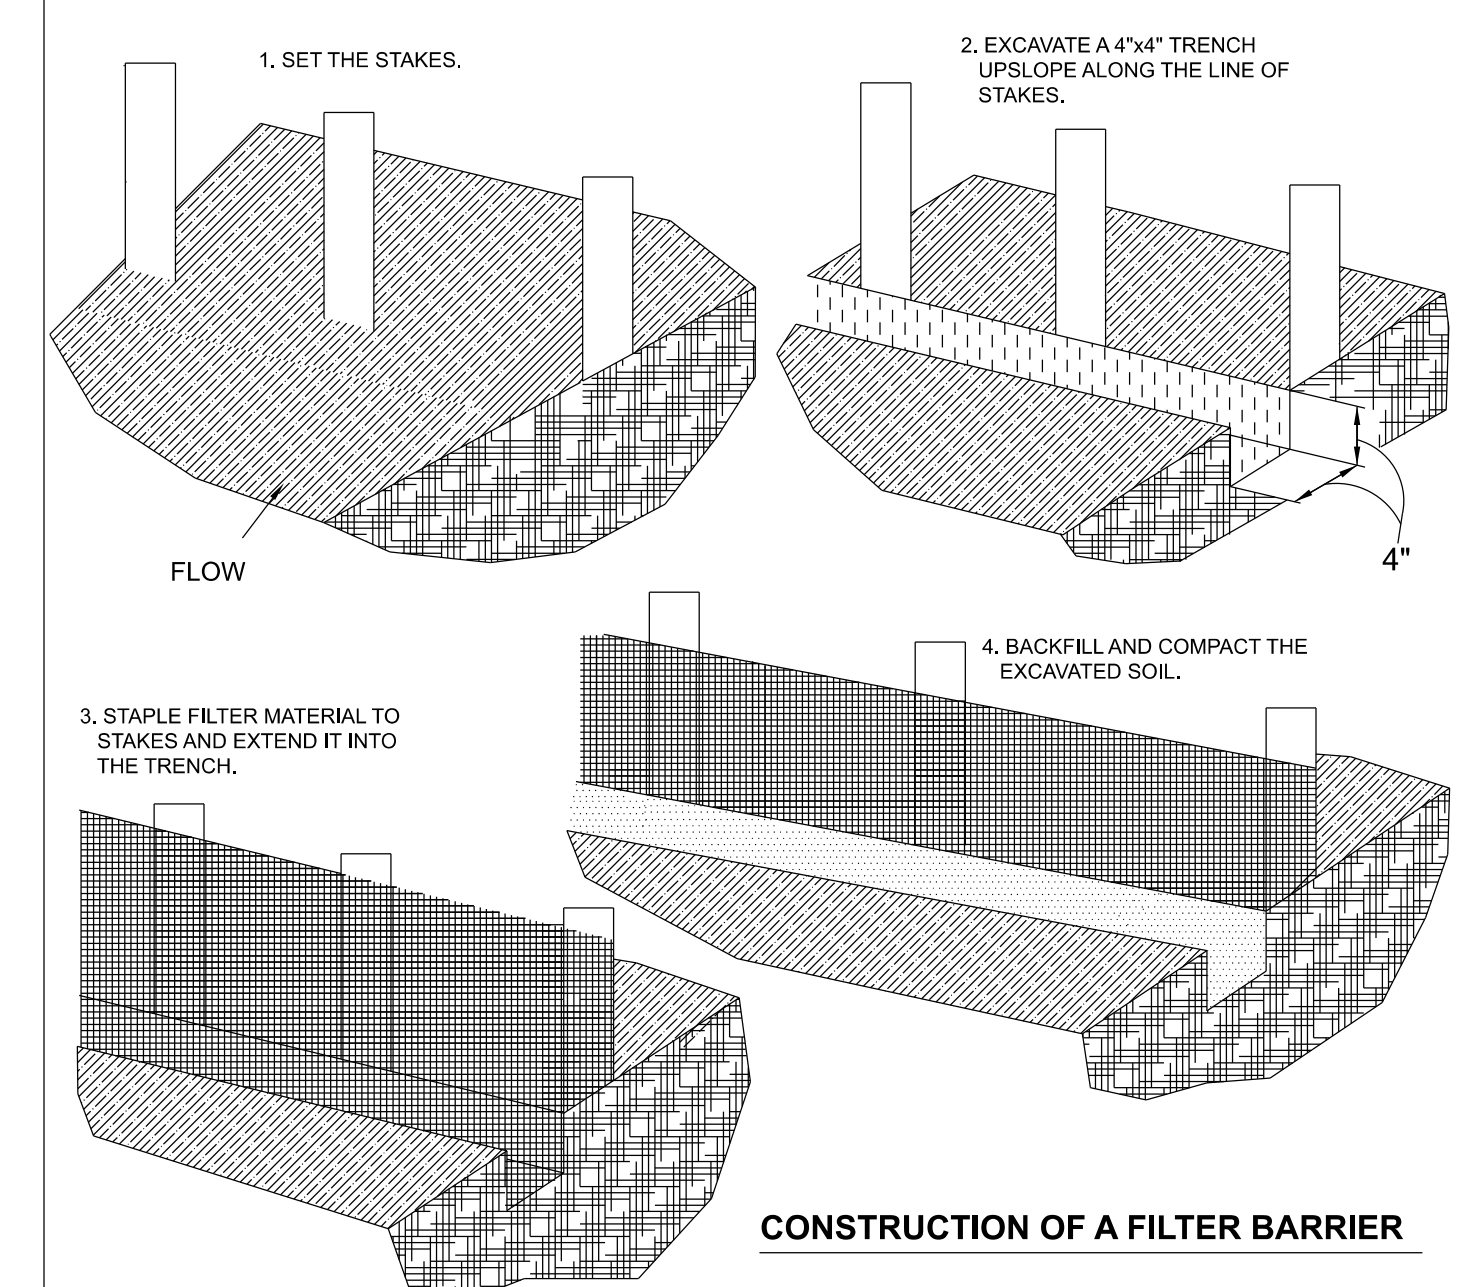 1. SET THE STAKES.
2. EXCAVATE A 4"x4" TRENCH
UPSLOPE ALONG THE LINE OF
STAKES.
FLOW
4"
3. STAPLE FILTER MATERIAL TO
STAKES AND EXTEND IT INTO
THE TRENCH.
4. BACKFILL AND COMPACT THE
EXCAVATED SOIL.
CONSTRUCTION OF A FILTER BARRIER